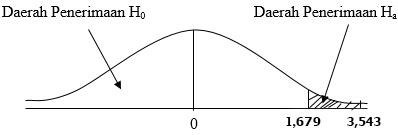 Daerah Penerimaan H₀ Daerah Penerimaan Hₐ
0 1,679 3,543